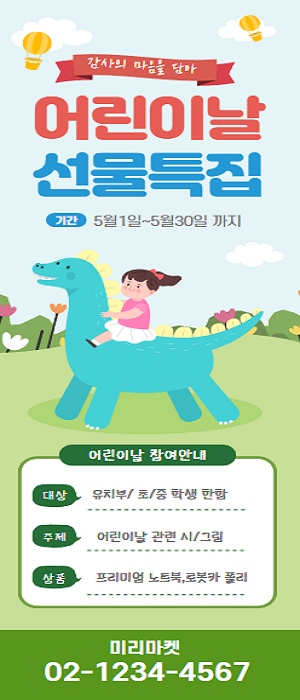 감사의 마음을 담아
어린이날
선물특집
기간 5월1일~5월30일 까지
어린이날 참여안내
대상 유치부/ 초/중 학생 한함
주제 어린이날 관련 시/그림
상품 프리미엄 노트북,로봇카 폴리
미리마켓
02-1234-4567